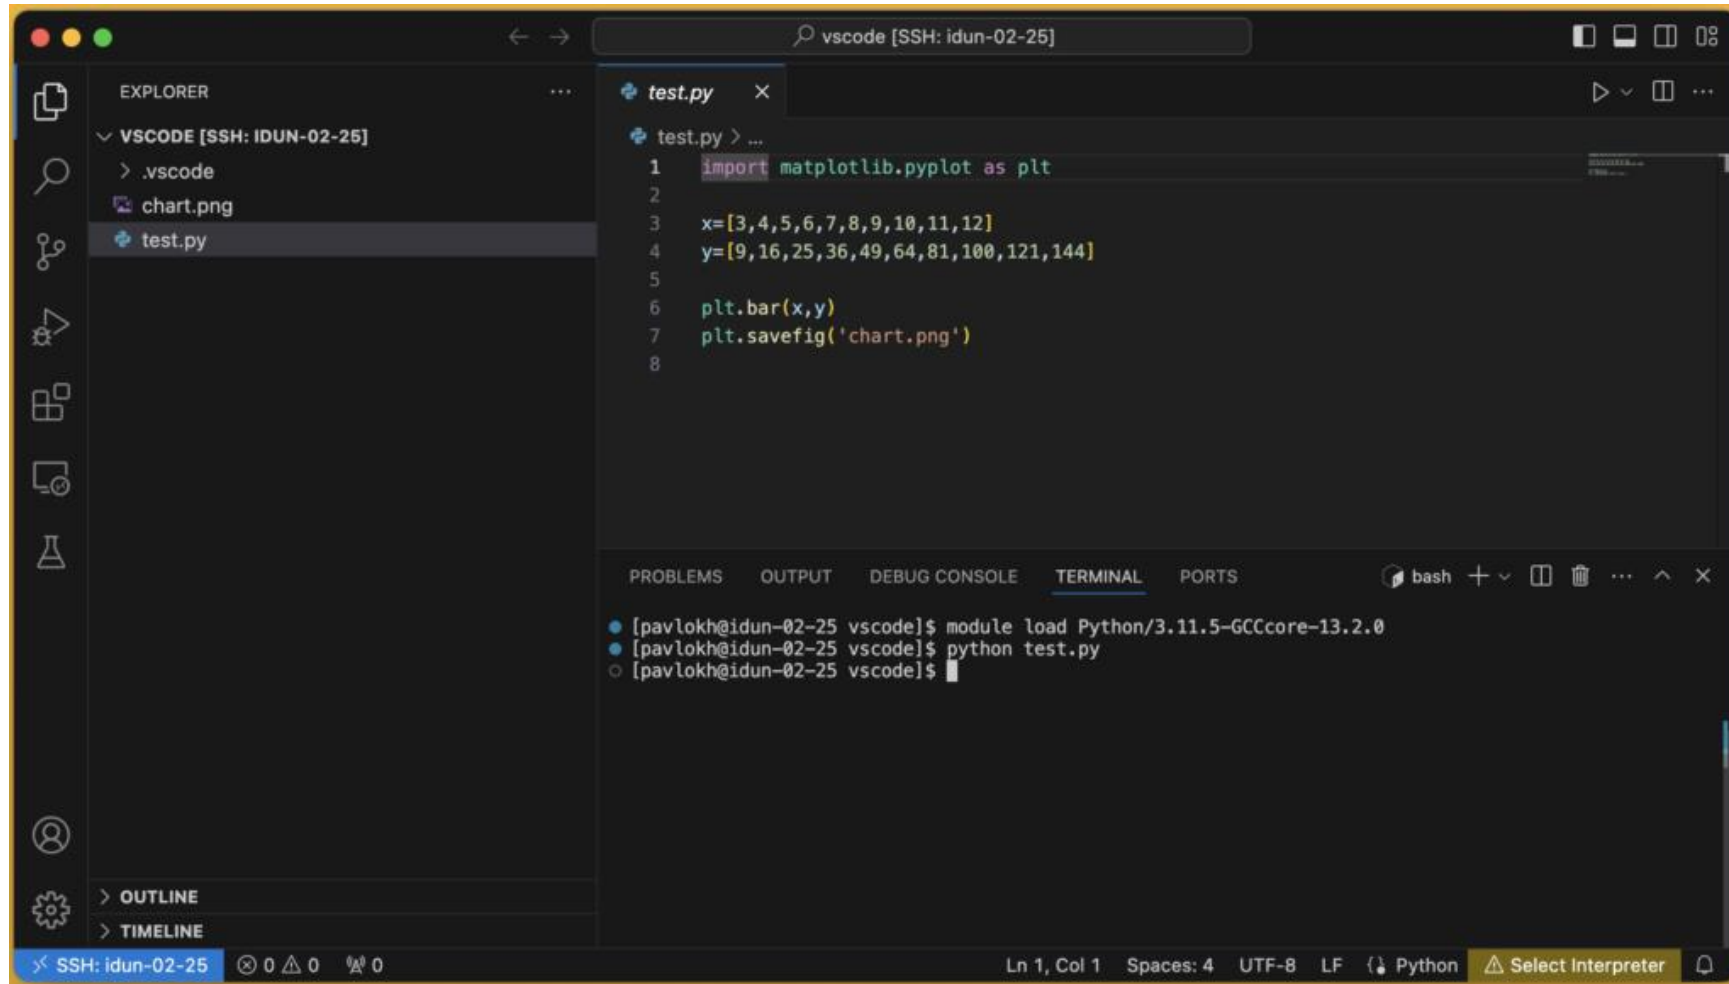 vscode [SSH: idun-02-25]
EXPLORER
VSCODE [SSH: IDUN-02-25]
.vscode
chart.png
test.py
OUTLINE
TIMELINE
test.py
test.py > ...
1 import matplotlib.pyplot as plt
2
3 x=[3,4,5,6,7,8,9,10,11,12]
4 y=[9,16,25,36,49,64,81,100,121,144]
5
6 plt.bar(x,y)
7 plt.savefig('chart.png')
8
PROBLEMS OUTPUT DEBUG CONSOLE TERMINAL PORTS bash
[pavlokh@idun-02-25 vscode]$ module load Python/3.11.5-GCCcore-13.2.0
[pavlokh@idun-02-25 vscode]$ python test.py
[pavlokh@idun-02-25 vscode]$
SSH: idun-02-25 0 0 0 Ln 1, Col 1 Spaces: 4 UTF-8 LF Python Select Interpreter